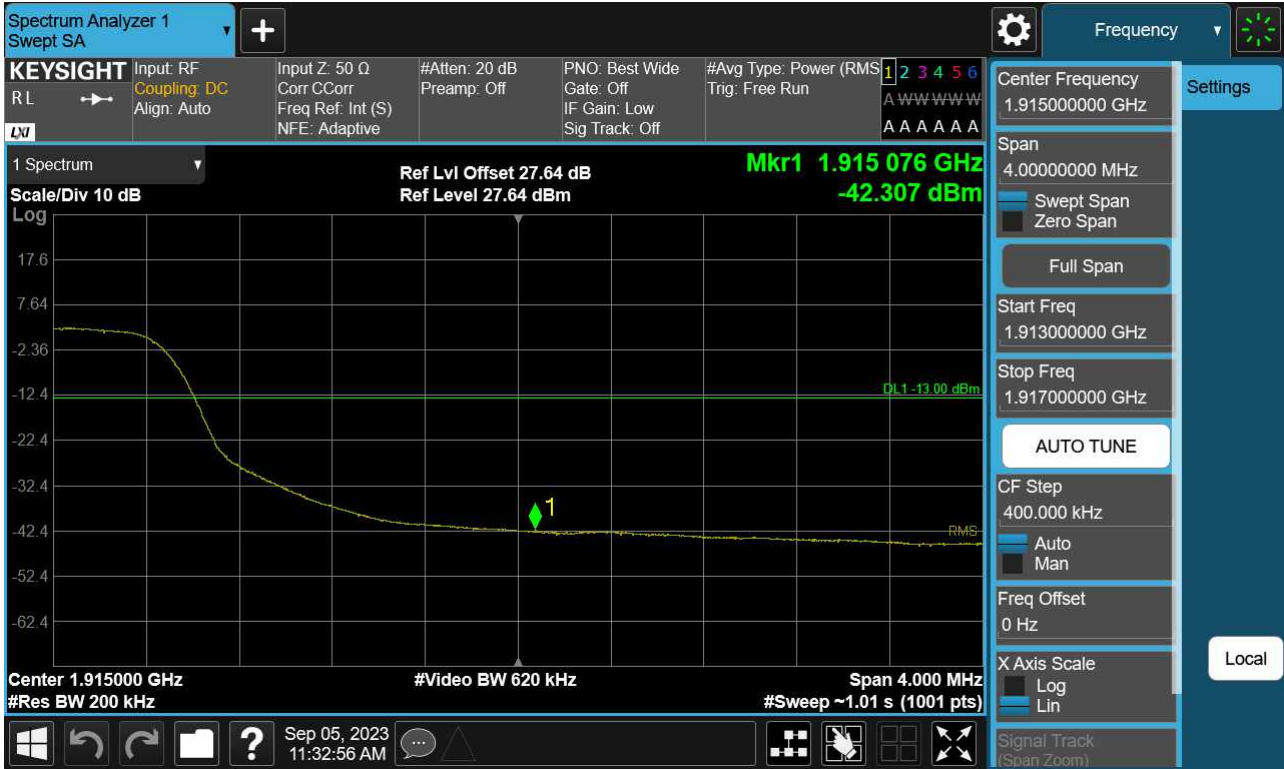 Spectrum Analyzer 1
Swept SA
Frequency
KEYSIGHT
R L
LXI
Input: RF
Coupling: DC
Align: Auto
Input Z: 50 Ω
Corr CCorr
Freq Ref: Int (S)
NFE: Adaptive
#Atten: 20 dB
Preamp: Off
PNO: Best Wide
Gate: Off
IF Gain: Low
Sig Track: Off
#Avg Type: Power (RMS
Trig: Free Run
1 2 3 4 5 6
A W W W W W
A A A A A A
1 Spectrum
Scale/Div 10 dB
Log
Ref Lvl Offset 27.64 dB
Ref Level 27.64 dBm
Mkr1 1.915 076 GHz
-42.307 dBm
17.6
7.64
-2.36
-12.4
-22.4
-32.4
-42.4
-52.4
-62.4
DL1 -13.00 dBm
1
RMS
Center 1.915000 GHz
#Res BW 200 kHz
#Video BW 620 kHz
Span 4.000 MHz
#Sweep ~1.01 s (1001 pts)
Center Frequency
1.915000000 GHz
Span
4.00000000 MHz
Swept Span
Zero Span
Full Span
Start Freq
1.913000000 GHz
Stop Freq
1.917000000 GHz
AUTO TUNE
CF Step
400.000 kHz
Auto
Man
Freq Offset
0 Hz
X Axis Scale
Log
Lin
Signal Track
(Span Zoom)
Settings
Local
?
Sep 05, 2023
11:32:56 AM